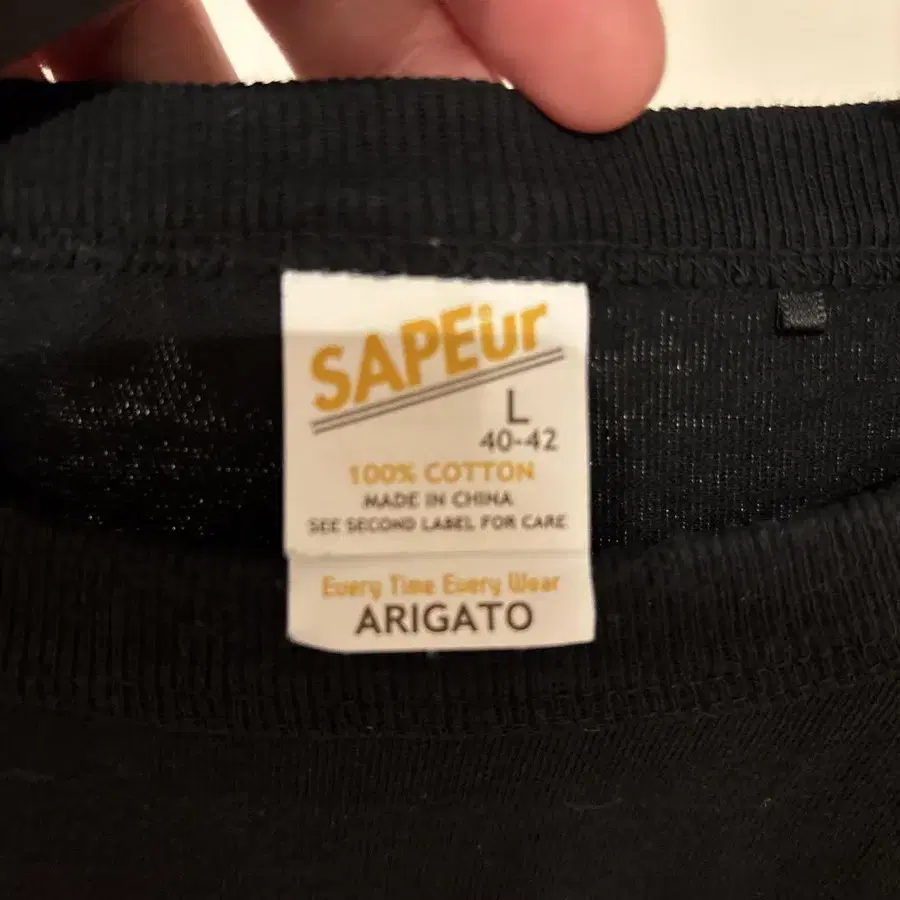 SAPEur
L
40-42
100% COTTON
MADE IN CHINA
SEE SECOND LABEL FOR CARE
Every Time Every Wear
ARIGATO